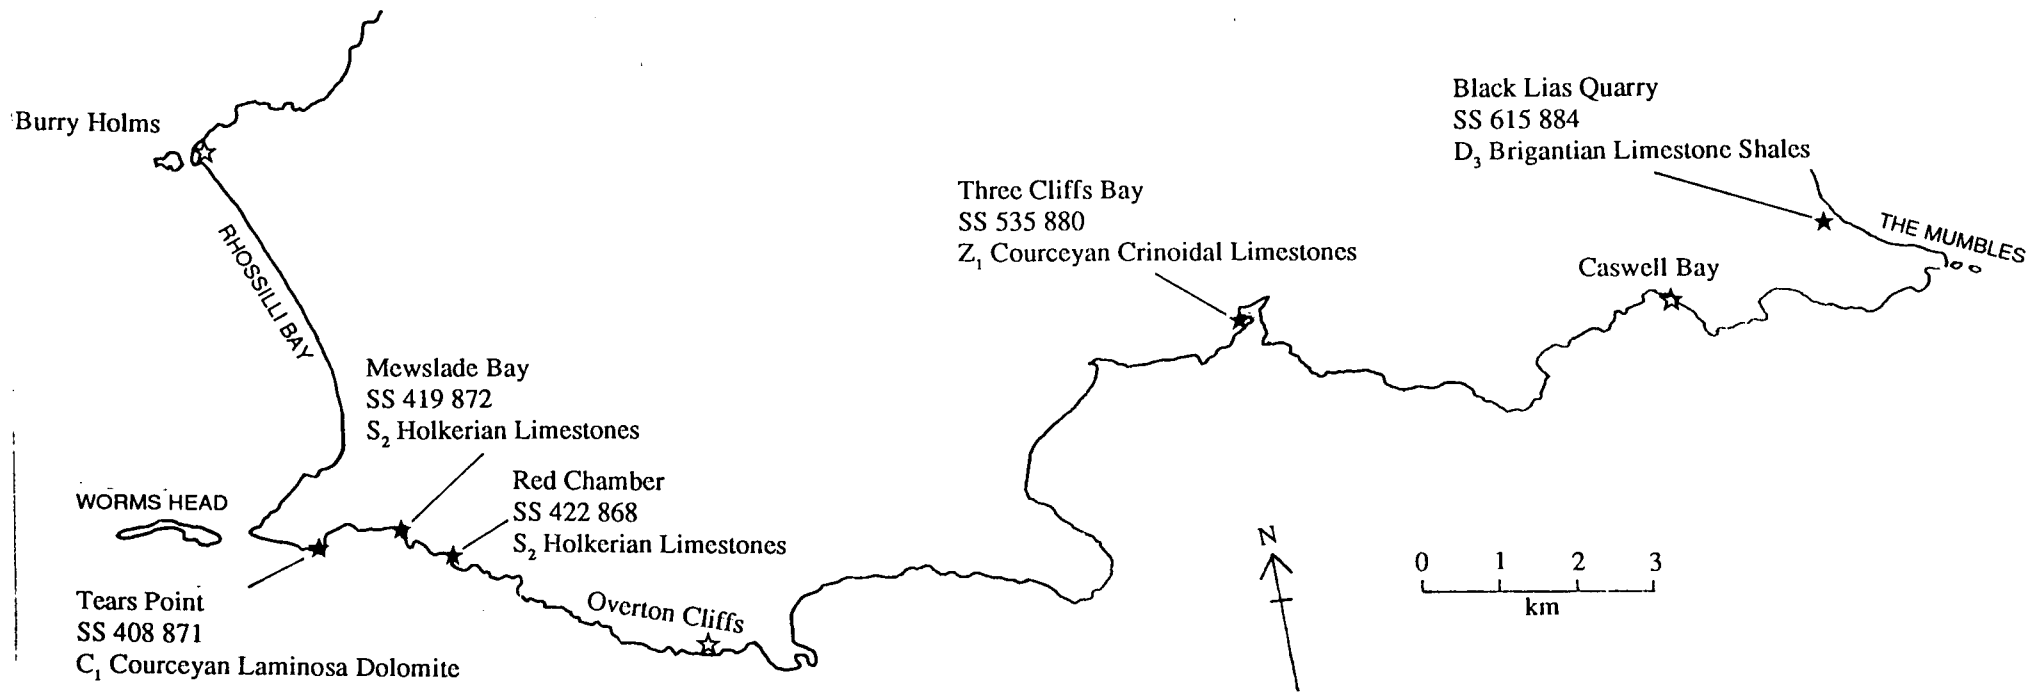 Burry Holms
RHOSSILLI BAY
WORMS HEAD
Mewslade Bay
SS 419 872
S₂ Holkerian Limestones
Red Chamber
SS 422 868
S₂ Holkerian Limestones
Tears Point
SS 408 871
C₁ Courceyan Laminosa Dolomite
Overton Cliffs
Three Cliffs Bay
SS 535 880
Z₁ Courceyan Crinoidal Limestones
Black Lias Quarry
SS 615 884
D₃ Brigantian Limestone Shales
THE MUMBLES
Caswell Bay
N
0 1 2 3
km